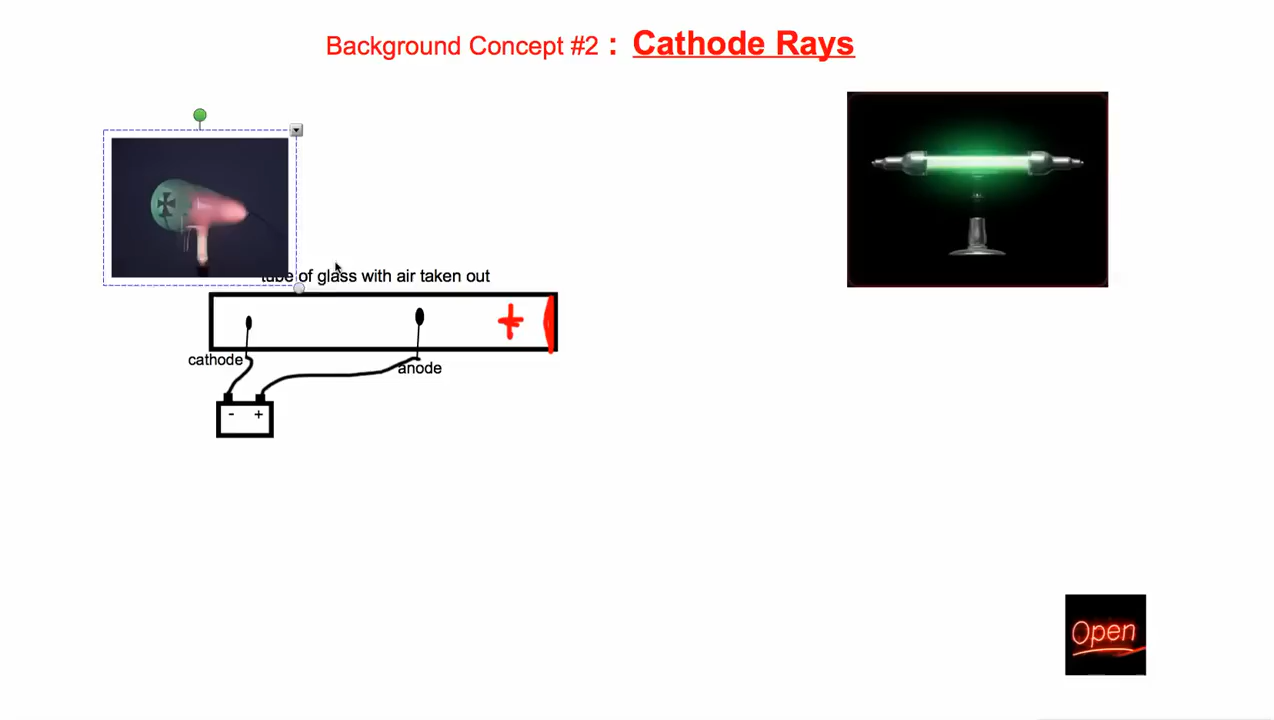 Background Concept #2 : Cathode Rays
tube of glass with air taken out
+
cathode
anode
- +
Open